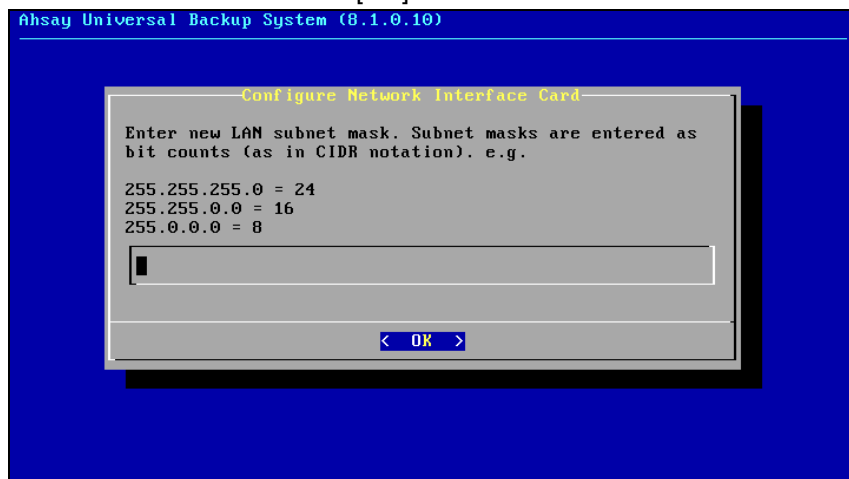 Ahsay Universal Backup System (8.1.0.10)
Configure Network Interface Card
Enter new LAN subnet mask. Subnet masks are entered as
bit counts (as in CIDR notation). e.g.
255.255.255.0 = 24
255.255.0.0 = 16
255.0.0.0 = 8
< OK >